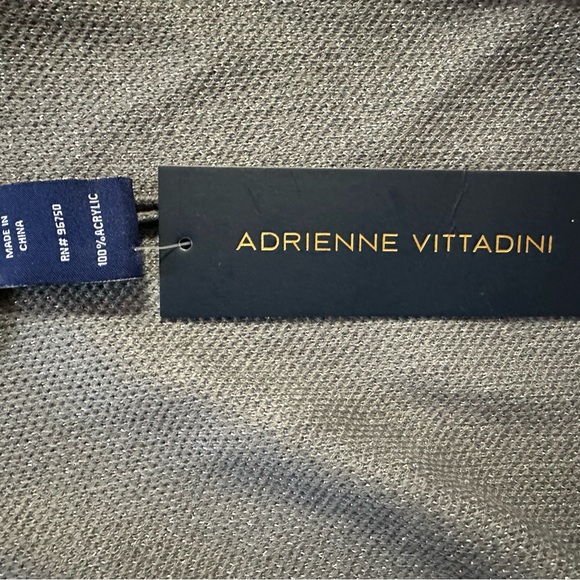 MADE IN
CHINA
RN# 96750
100% ACRYLIC
ADRIENNE VITTADINI